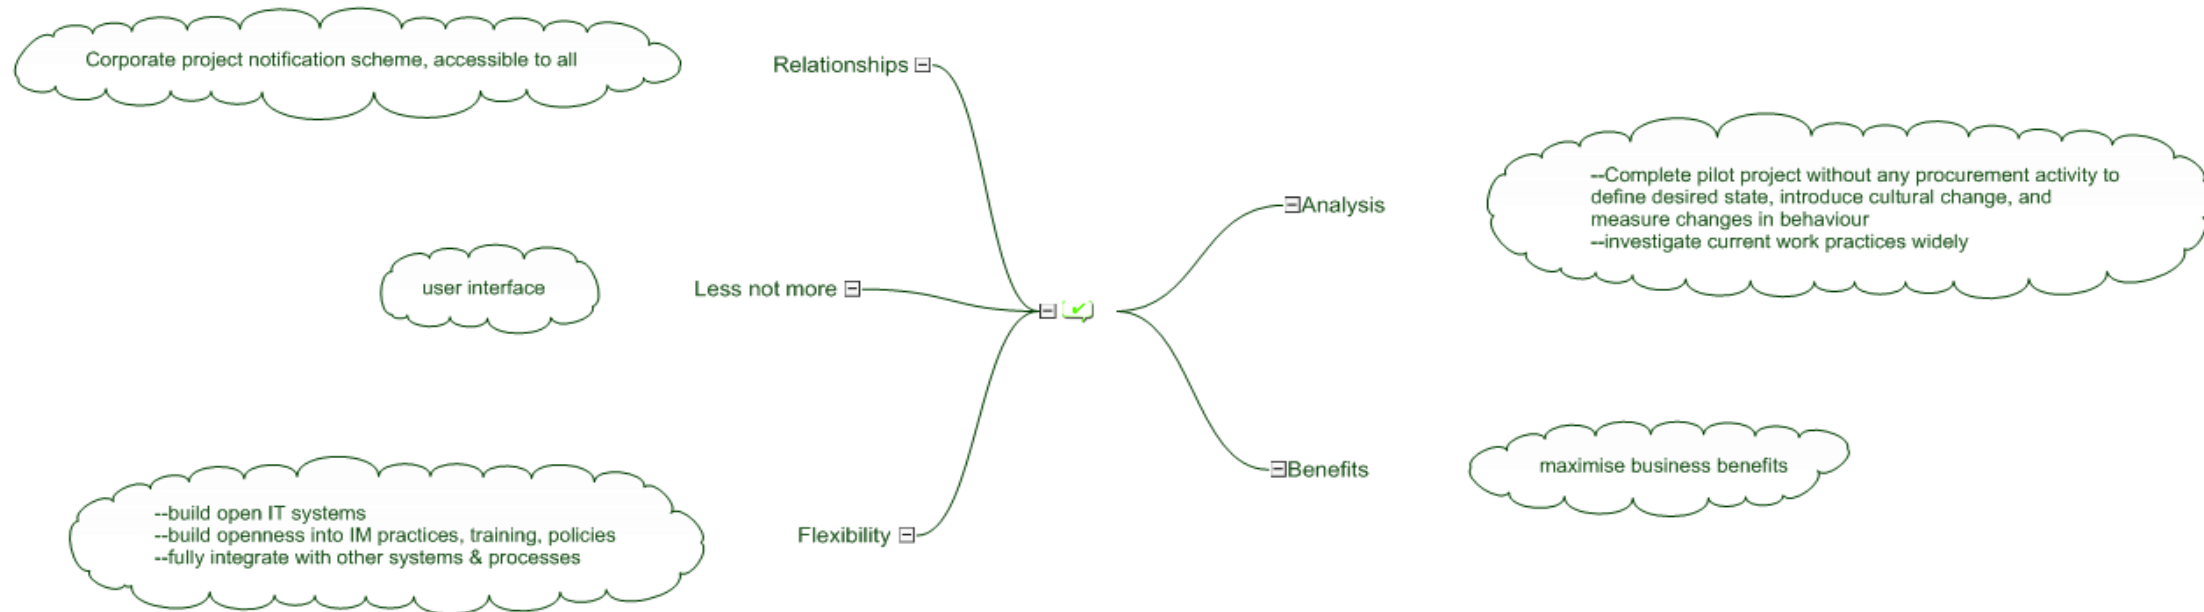 Corporate project notification scheme, accessible to all
Relationships
--Complete pilot project without any procurement activity to
define desired state, introduce cultural change, and
measure changes in behaviour
--investigate current work practices widely
Analysis
user interface
Less not more
Benefits
maximise business benefits
--build open IT systems
--build openness into IM practices, training, policies
--fully integrate with other systems & processes
Flexibility